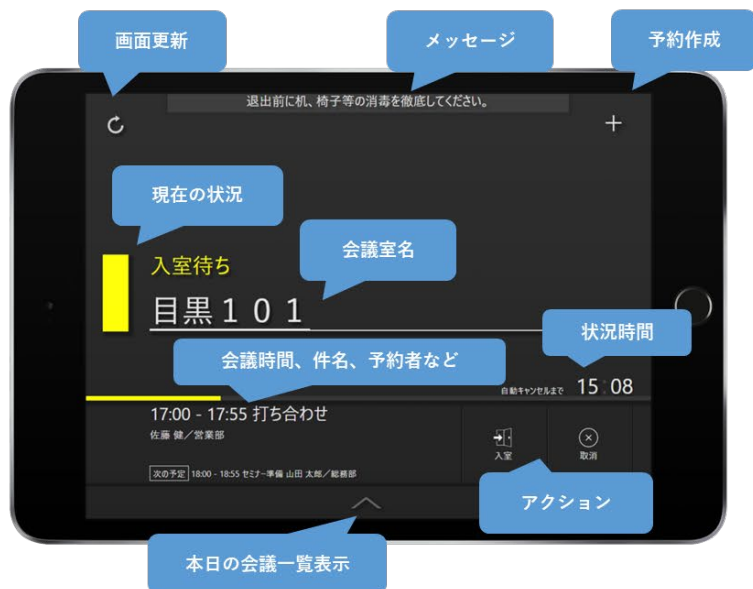 画面更新
メッセージ
予約作成
退出前に机、椅子等の消毒を徹底してください。
現在の状況
会議室名
入室待ち
目黒１０１
状況時間
会議時間、件名、予約者など
自動キャンセルまで 15:08
17:00 - 17:55 打ち合わせ
佐藤 健／営業部
入室
取消
次の予定 18:00 - 18:55 セミナー準備 山田 太郎／総務部
アクション
本日の会議一覧表示